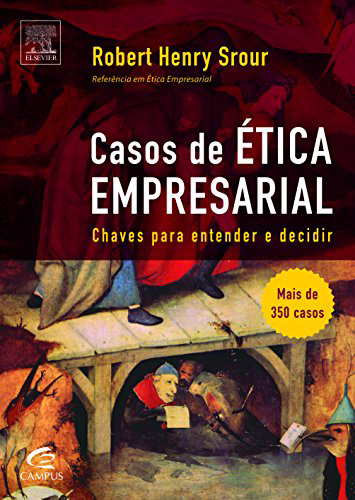 ELSEVIER
Robert Henry Srour
Referência em Ética Empresarial
Casos de ÉTICA
EMPRESARIAL
Chaves para entender e decidir
Mais de
350 casos
CAMPUS